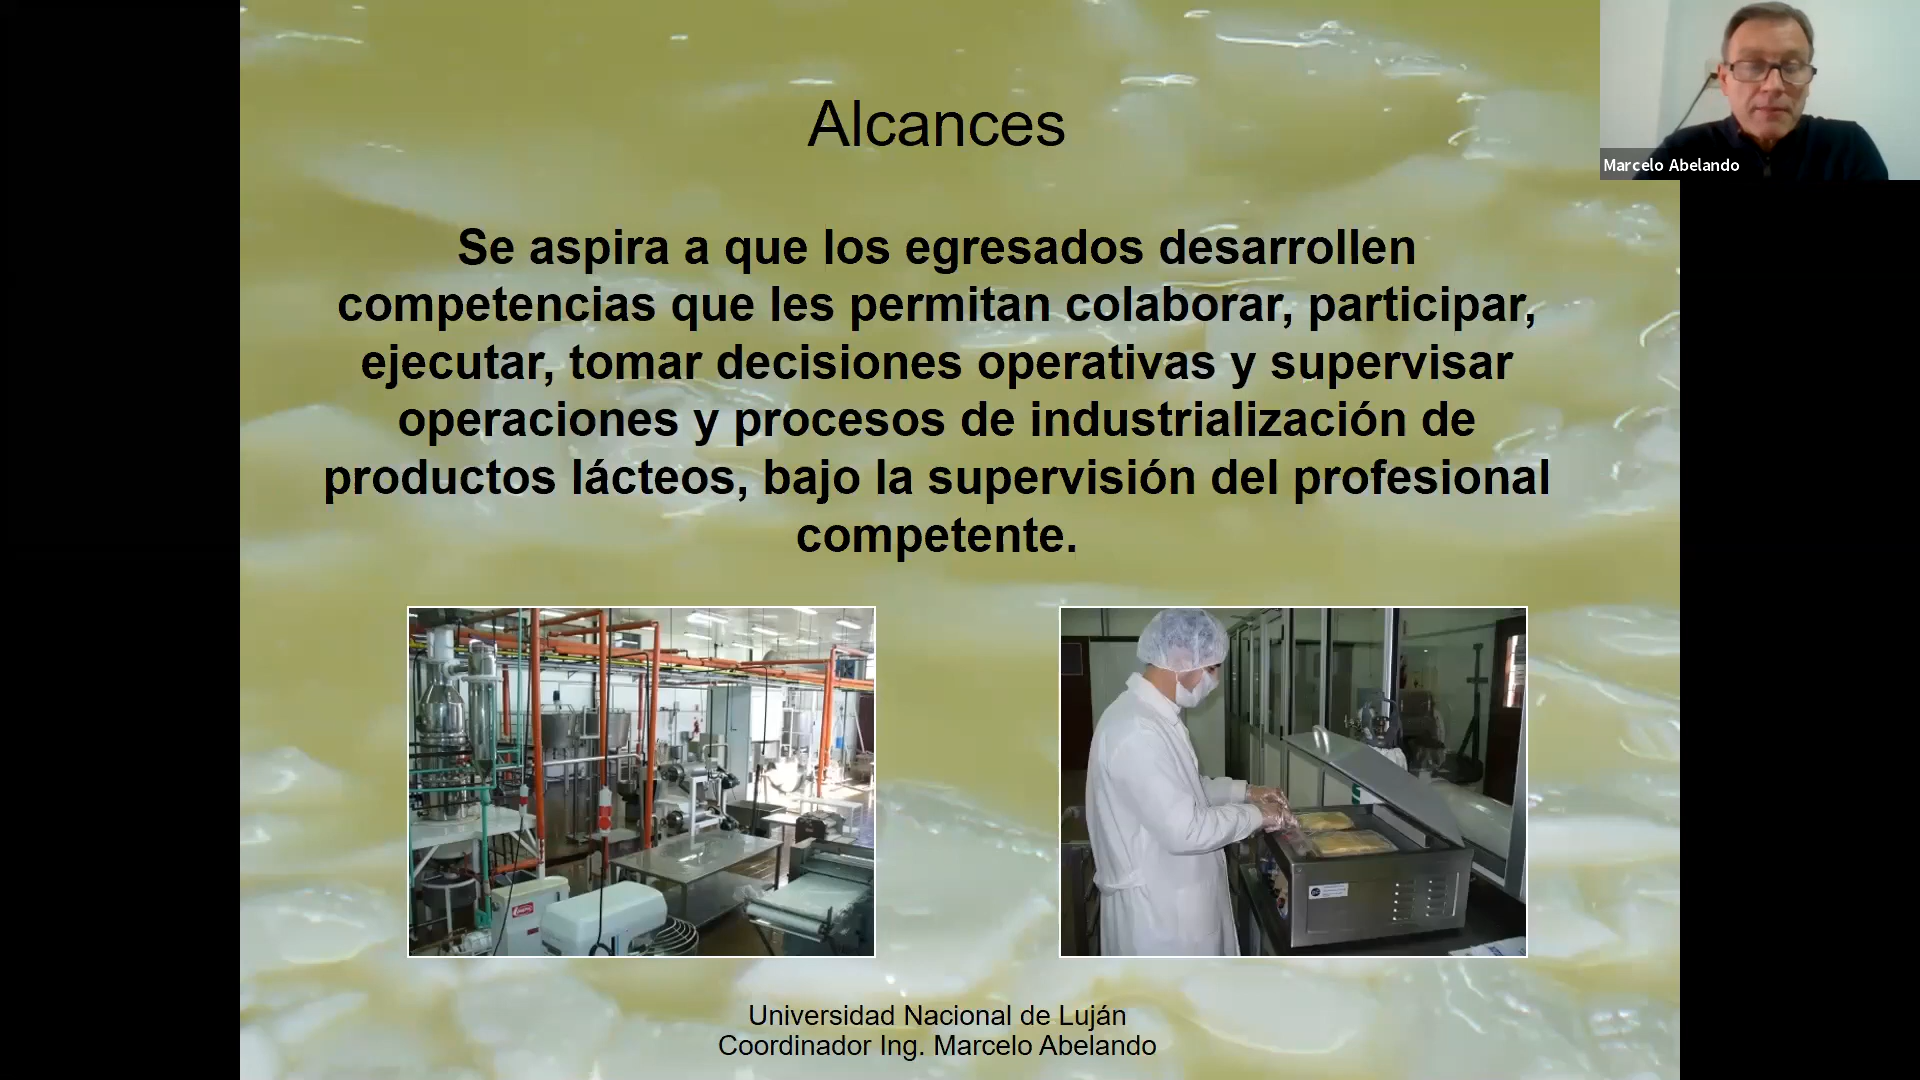 Alcances
Se aspira a que los egresados desarrollen
competencias que les permitan colaborar, participar,
ejecutar, tomar decisiones operativas y supervisar
operaciones y procesos de industrialización de
productos lácteos, bajo la supervisión del profesional
competente.
Universidad Nacional de Luján
Coordinador Ing. Marcelo Abelando
Marcelo Abelando